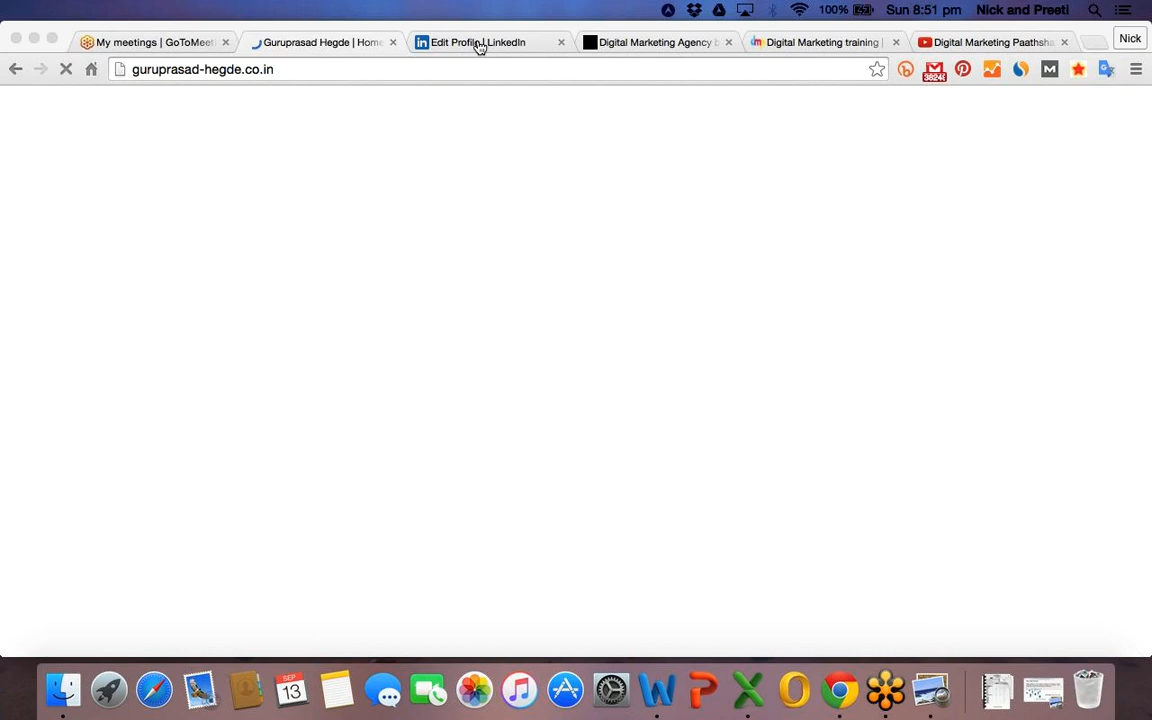 100%
Sun 8:51 pm
Nick and Preeti
My meetings | GoToMeeti
Guruprasad Hegde | Home
Edit Profile | LinkedIn
Digital Marketing Agency b
Digital Marketing training |
Digital Marketing Paathsha
Nick
guruprasad-hegde.co.in
SEP
13